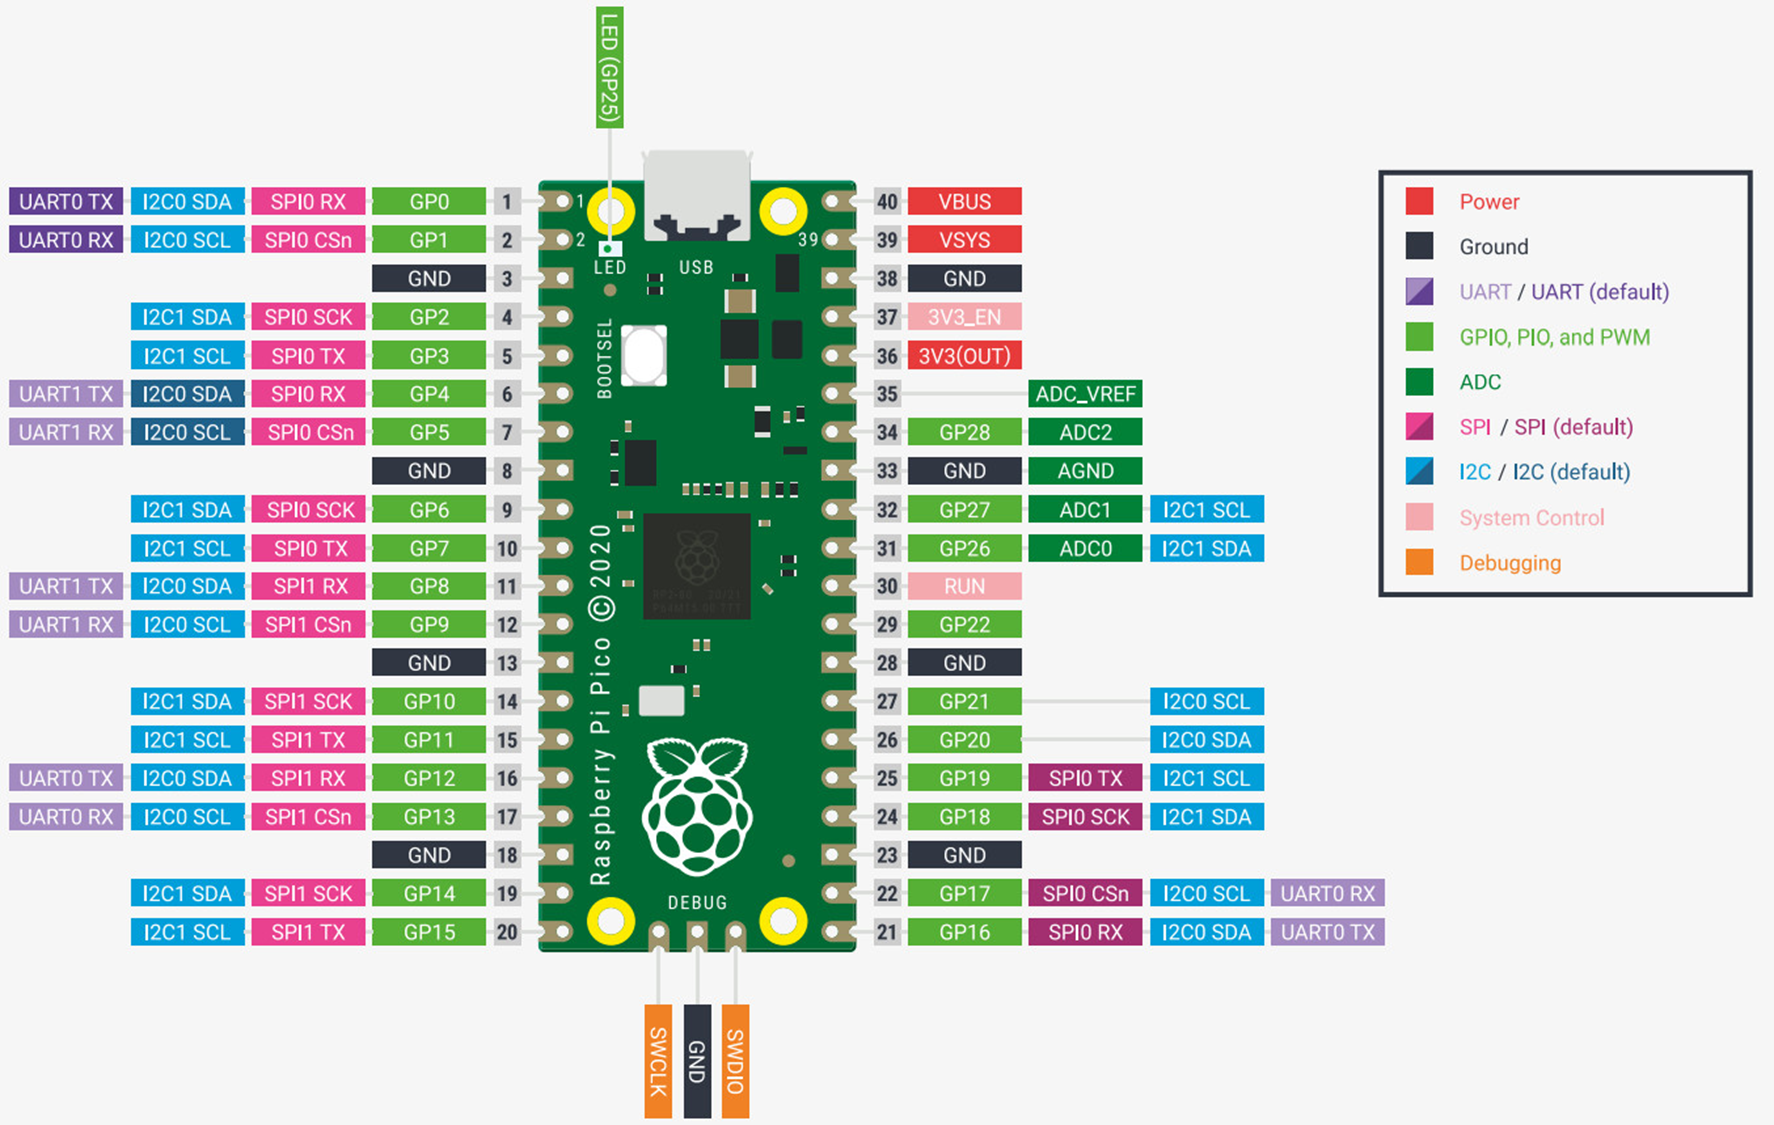 LED (GP25)
UART0 TX I2C0 SDA SPI0 RX GP0 1
UART0 RX I2C0 SCL SPI0 CSn GP1 2
GND 3
I2C1 SDA SPI0 SCK GP2 4
I2C1 SCL SPI0 TX GP3 5
UART1 TX I2C0 SDA SPI0 RX GP4 6
UART1 RX I2C0 SCL SPI0 CSn GP5 7
GND 8
I2C1 SDA SPI0 SCK GP6 9
I2C1 SCL SPI0 TX GP7 10
UART1 TX I2C0 SDA SPI1 RX GP8 11
UART1 RX I2C0 SCL SPI1 CSn GP9 12
GND 13
I2C1 SDA SPI1 SCK GP10 14
I2C1 SCL SPI1 TX GP11 15
UART0 TX I2C0 SDA SPI1 RX GP12 16
UART0 RX I2C0 SCL SPI1 CSn GP13 17
GND 18
I2C1 SDA SPI1 SCK GP14 19
I2C1 SCL SPI1 TX GP15 20
1
2
39
LED
USB
BOOTSEL
Raspberry Pi Pico ©2020
DEBUG
SWCLK
GND
SWDIO
40 VBUS
39 VSYS
38 GND
37 3V3_EN
36 3V3(OUT)
35 ADC_VREF
34 GP28 ADC2
33 GND AGND
32 GP27 ADC1 I2C1 SCL
31 GP26 ADC0 I2C1 SDA
30 RUN
29 GP22
28 GND
27 GP21 I2C0 SCL
26 GP20 I2C0 SDA
25 GP19 SPI0 TX I2C1 SCL
24 GP18 SPI0 SCK I2C1 SDA
23 GND
22 GP17 SPI0 CSn I2C0 SCL UART0 RX
21 GP16 SPI0 RX I2C0 SDA UART0 TX
Power
Ground
UART / UART (default)
GPIO, PIO, and PWM
ADC
SPI / SPI (default)
I2C / I2C (default)
System Control
Debugging